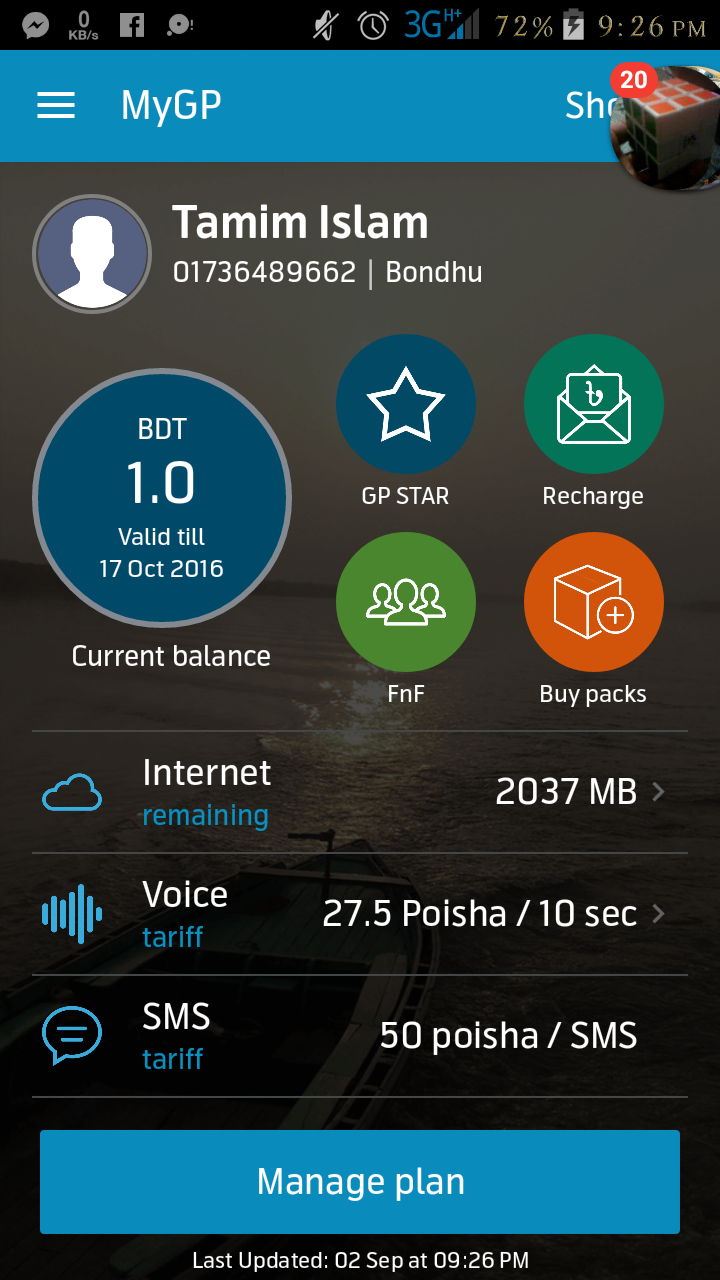 0
KB/s
3G H+ 72% 9:26 PM
MyGP
20
Tamim Islam
01736489662 | Bondhu
BDT
1.0
Valid till
17 Oct 2016
Current balance
GP STAR
Recharge
FnF
Buy packs
Internet
remaining
2037 MB
Voice
tariff
27.5 Poisha / 10 sec
SMS
tariff
50 poisha / SMS
Manage plan
Last Updated: 02 Sep at 09:26 PM